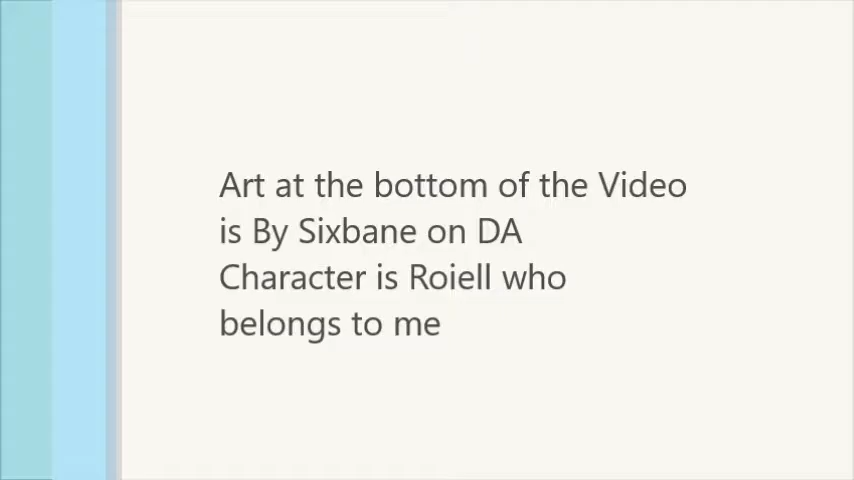 Art at the bottom of the Video
is By Sixbane on DA
Character is Roiell who
belongs to me